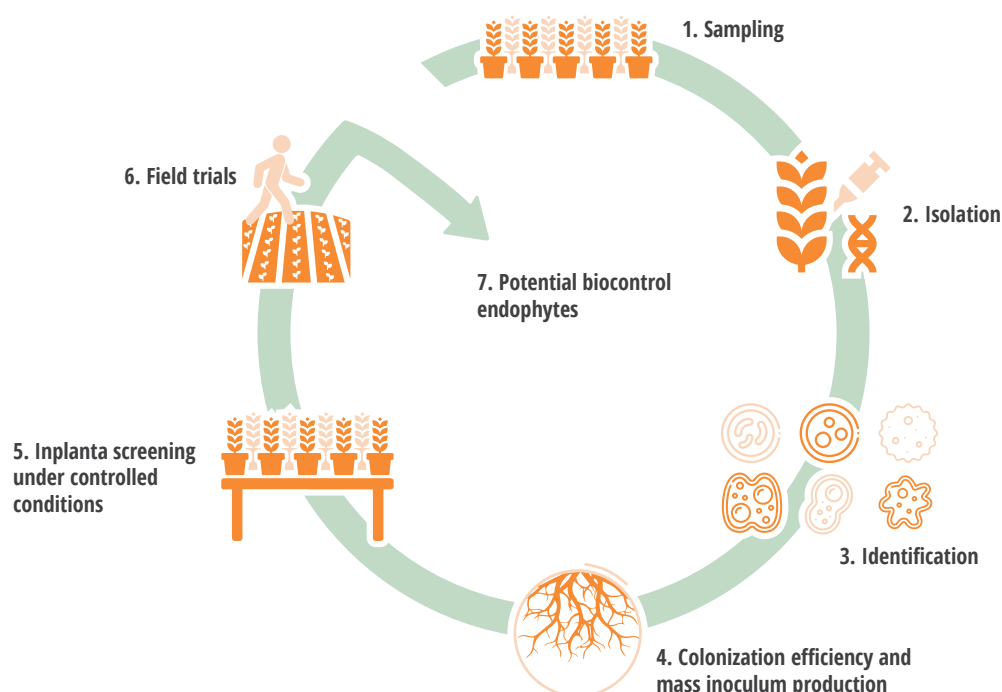 1. Sampling
2. Isolation
3. Identification
4. Colonization efficiency and
mass inoculum production
5. Inplanta screening
under controlled
conditions
6. Field trials
7. Potential biocontrol
endophytes